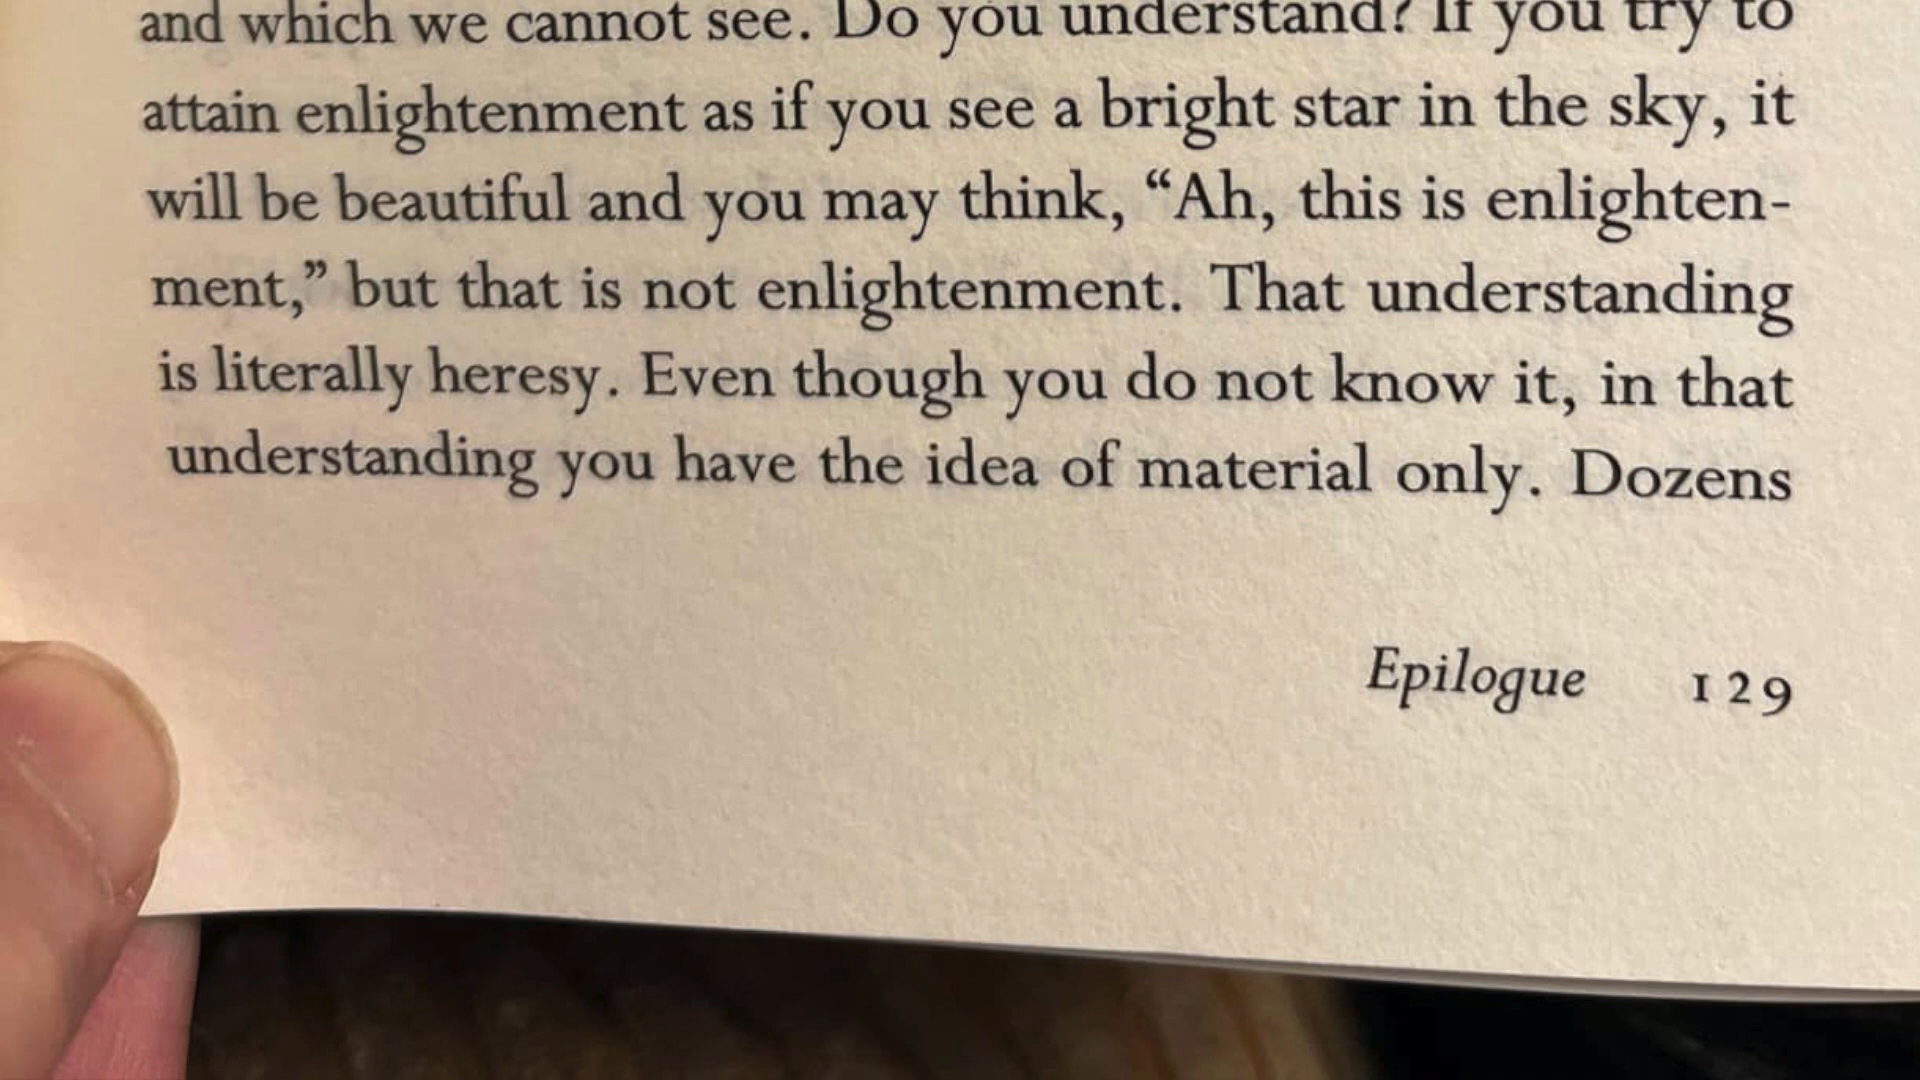 and which we cannot see. Do you understand? If you try to
attain enlightenment as if you see a bright star in the sky, it
will be beautiful and you may think, “Ah, this is enlighten-
ment,” but that is not enlightenment. That understanding
is literally heresy. Even though you do not know it, in that
understanding you have the idea of material only. Dozens
Epilogue 129